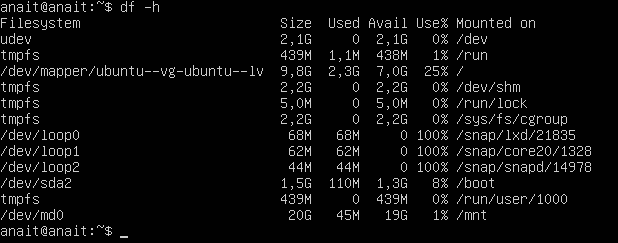 anait@anait:~$ df -h
Filesystem Size Used Avail Use% Mounted on
udev 2,1G 0 2,1G 0% /dev
tmpfs 439M 1,1M 438M 1% /run
/dev/mapper/ubuntu--vg-ubuntu--lv 9,8G 2,3G 7,0G 25% /
tmpfs 2,2G 0 2,2G 0% /dev/shm
tmpfs 5,0M 0 5,0M 0% /run/lock
tmpfs 2,2G 0 2,2G 0% /sys/fs/cgroup
/dev/loop0 68M 68M 0 100% /snap/lxd/21835
/dev/loop1 62M 62M 0 100% /snap/core20/1328
/dev/loop2 44M 44M 0 100% /snap/snapd/14978
/dev/sda2 1,5G 110M 1,3G 8% /boot
tmpfs 439M 0 439M 0% /run/user/1000
/dev/md0 20G 45M 19G 1% /mnt
anait@anait:~$ _